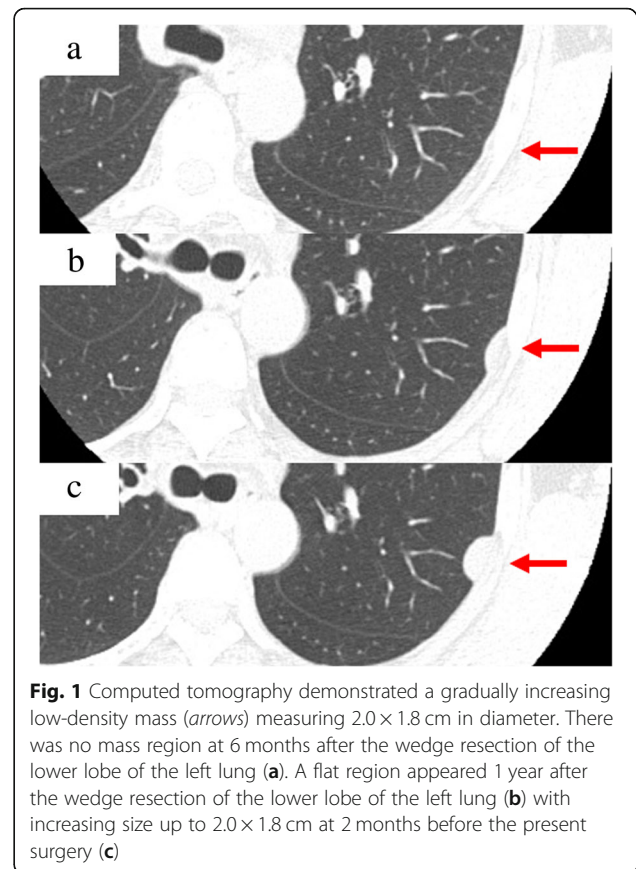 a
b
c
Fig. 1 Computed tomography demonstrated a gradually increasing
low-density mass (arrows) measuring 2.0 × 1.8 cm in diameter. There
was no mass region at 6 months after the wedge resection of the
lower lobe of the left lung (a). A flat region appeared 1 year after
the wedge resection of the lower lobe of the left lung (b) with
increasing size up to 2.0 × 1.8 cm at 2 months before the present
surgery (c)